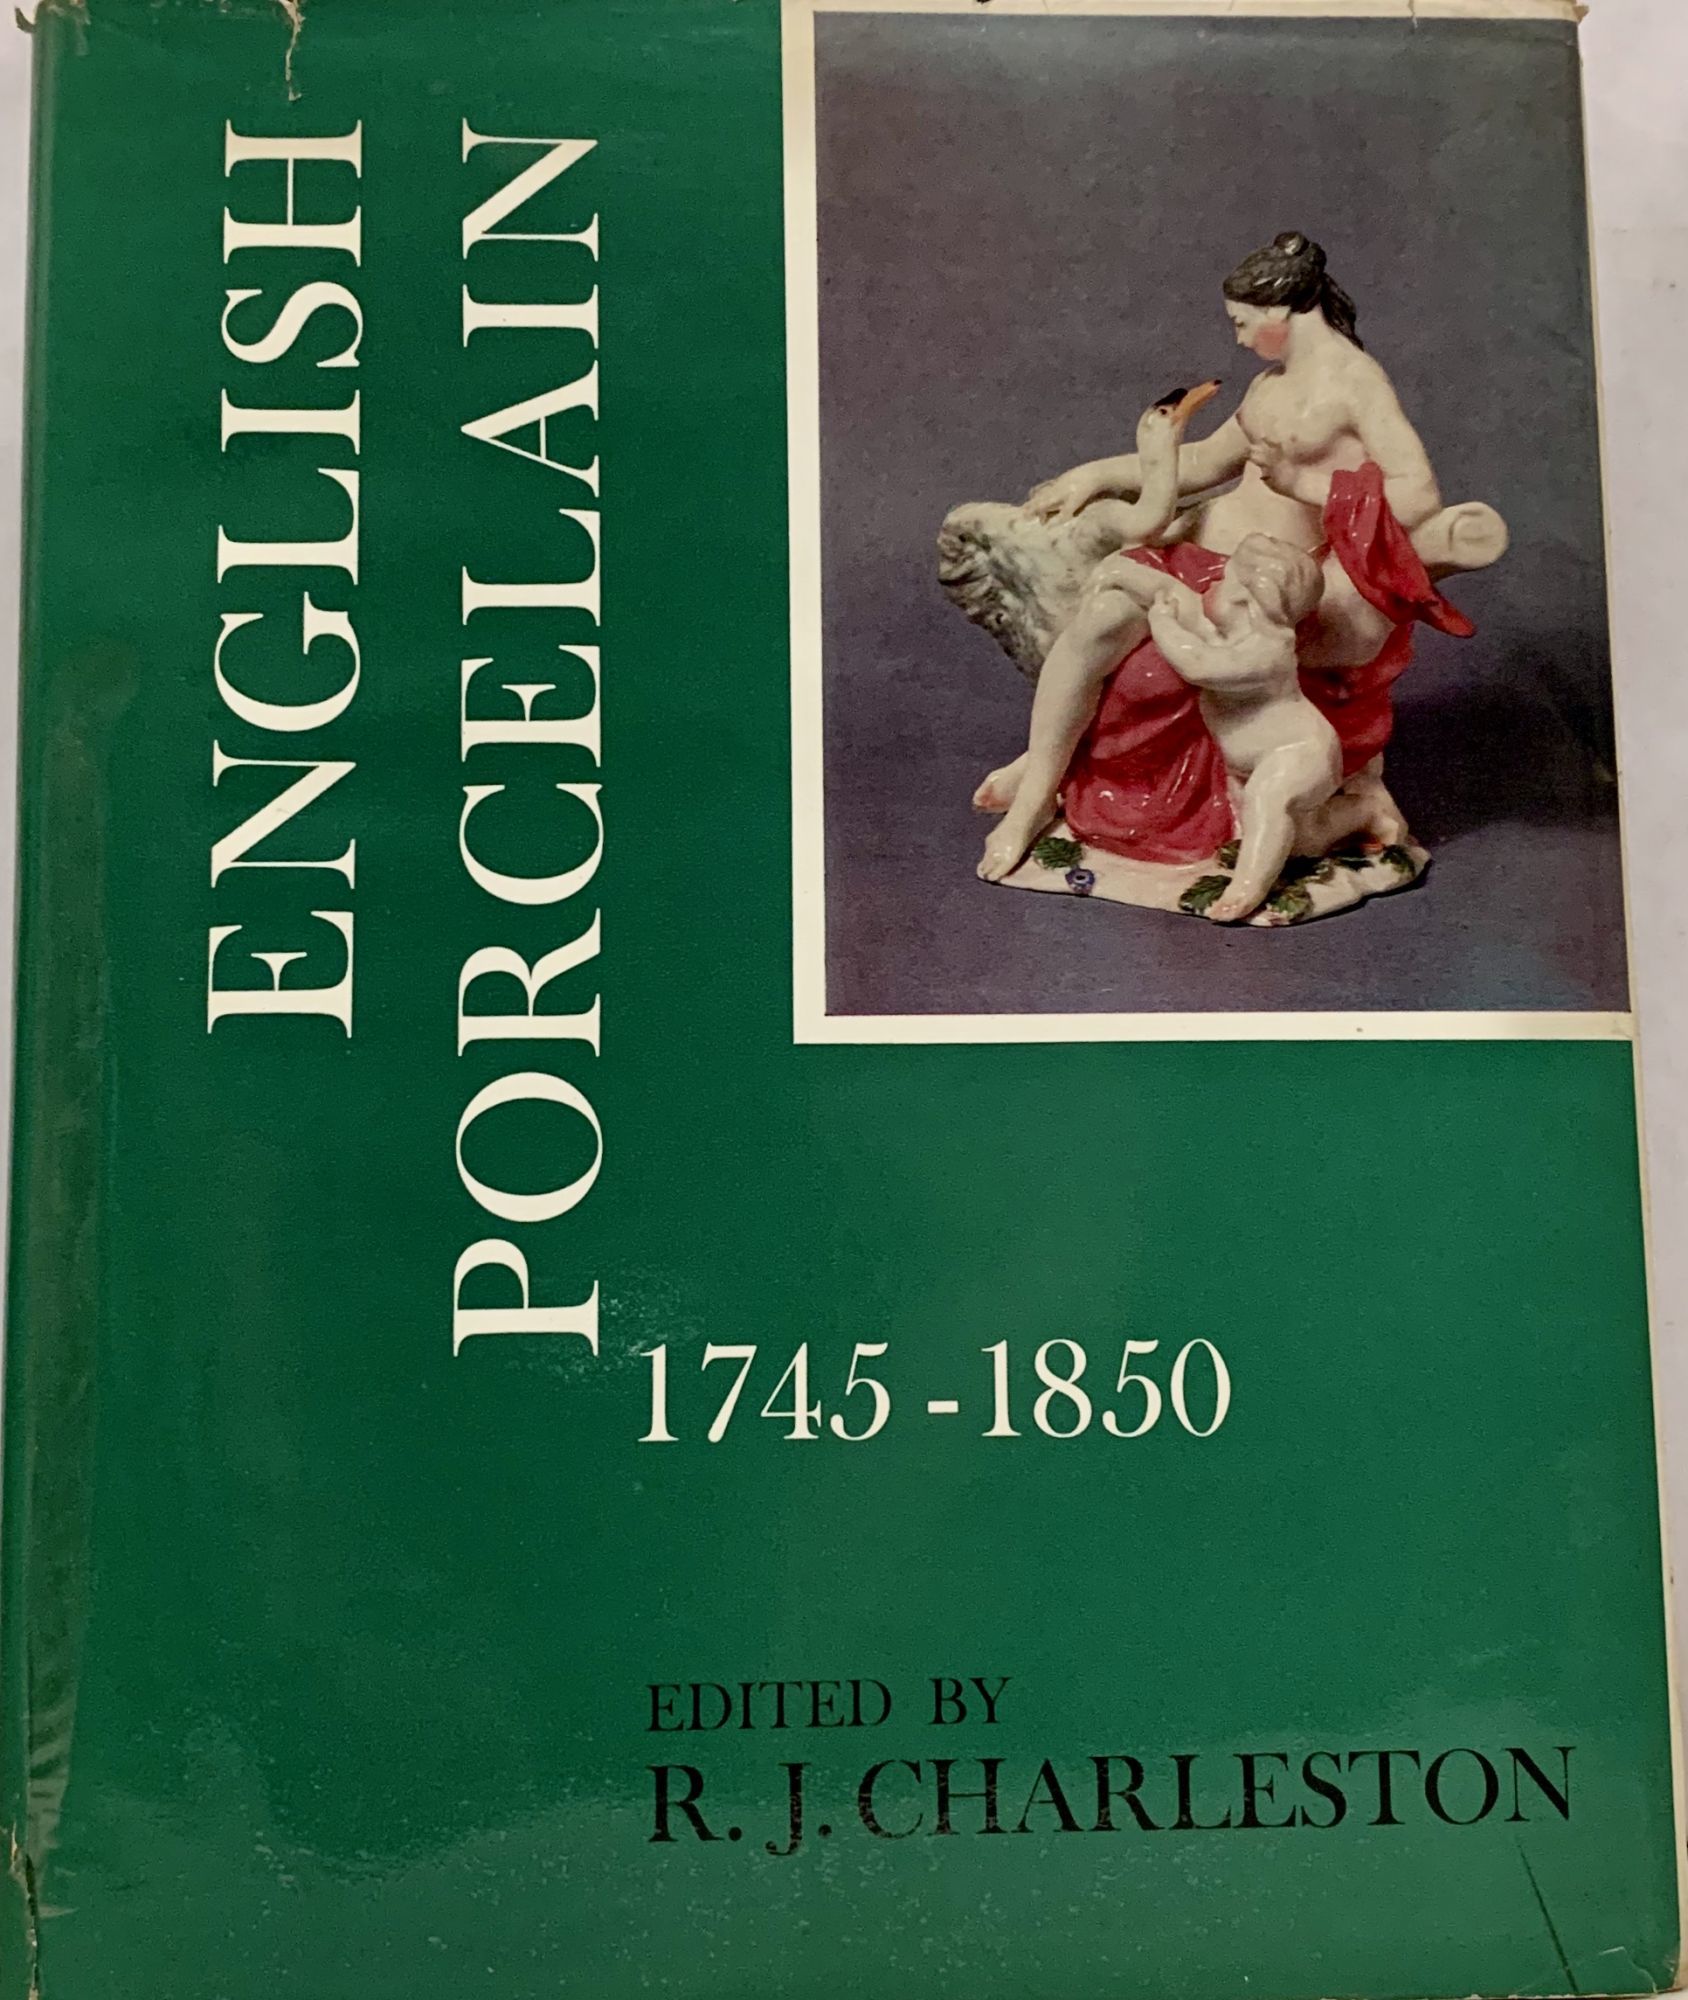 ENGLISH
PORCELAIN
1745-1850
EDITED BY
R. J. CHARLESTON